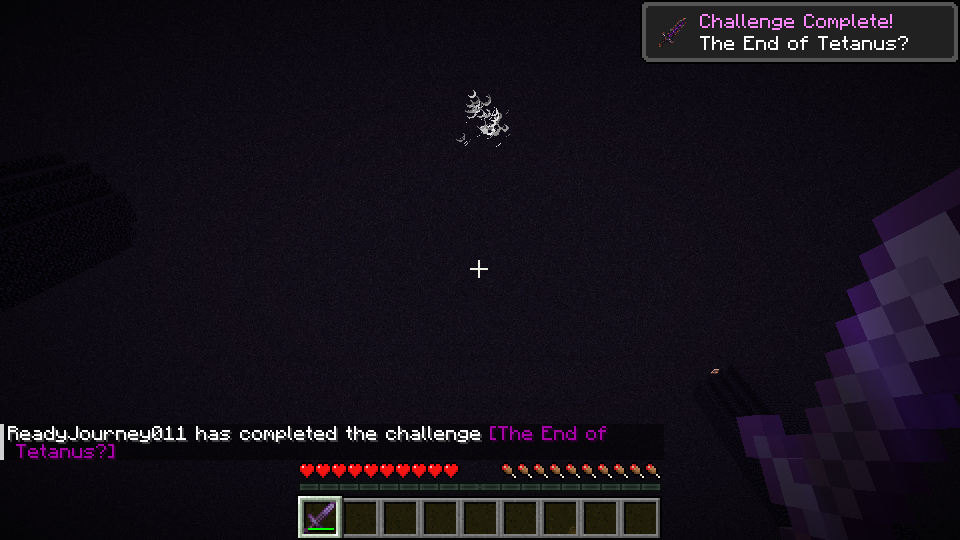 Challenge Complete!
The End of Tetanus?
ReadyJourney011 has completed the challenge [The End of
Tetanus?]